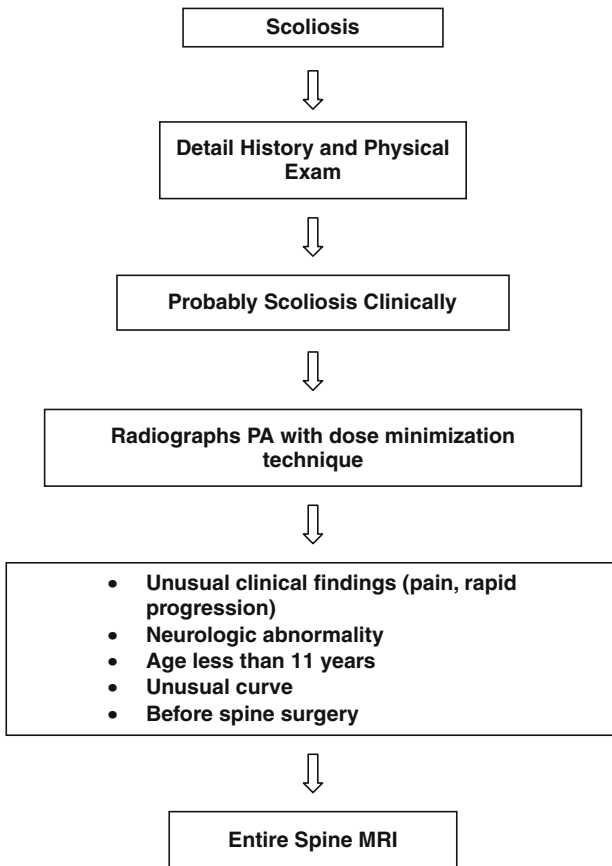 Scoliosis
Detail History and Physical
Exam
Probably Scoliosis Clinically
Radiographs PA with dose minimization
technique
• Unusual clinical findings (pain, rapid
progression)
• Neurologic abnormality
• Age less than 11 years
• Unusual curve
• Before spine surgery
Entire Spine MRI